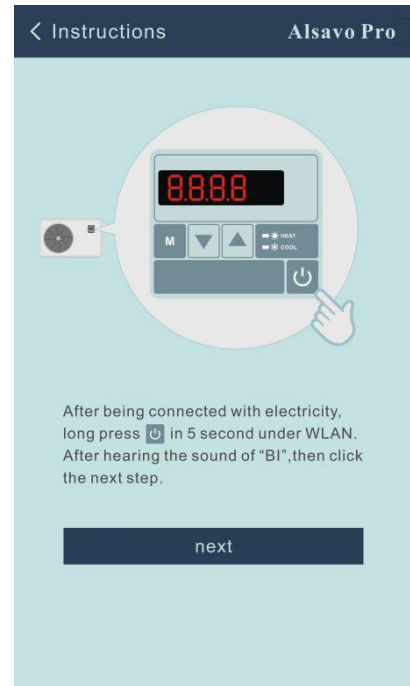 Instructions Alsavo Pro
8.8.8.8
M HEAT
COOL
After being connected with electricity,
long press in 5 second under WLAN.
After hearing the sound of “BI”,then click
the next step.
next